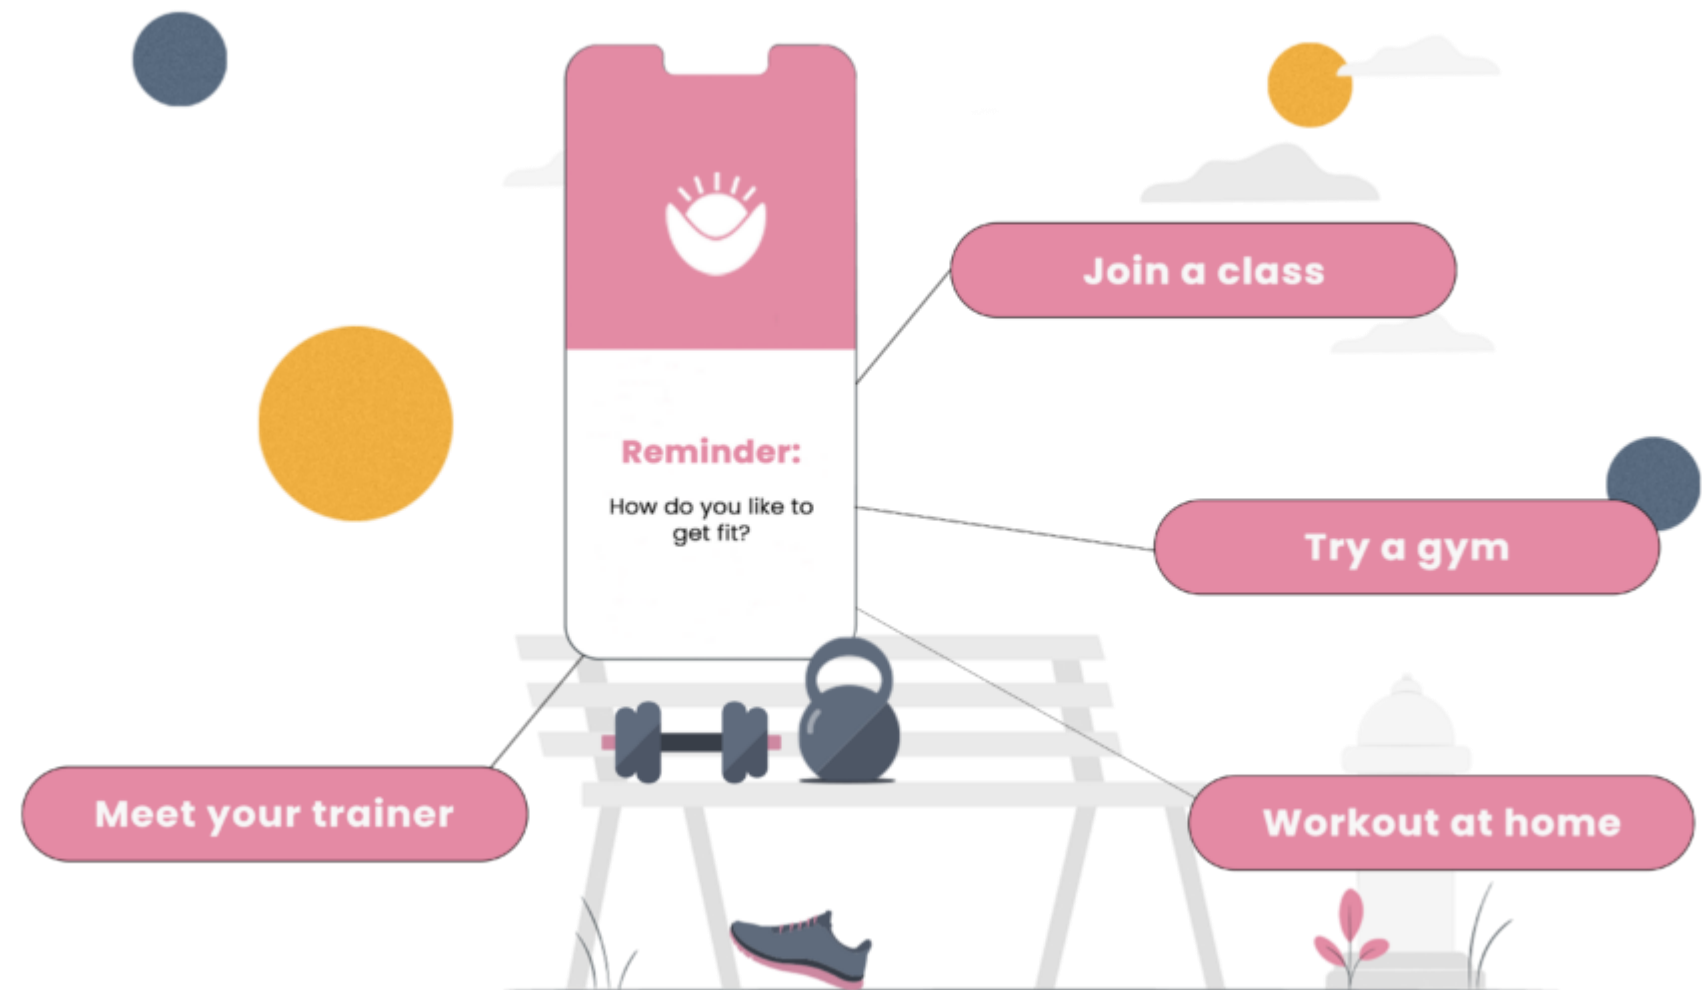 Join a class
Reminder:
How do you like to
get fit?
Try a gym
Meet your trainer
Workout at home